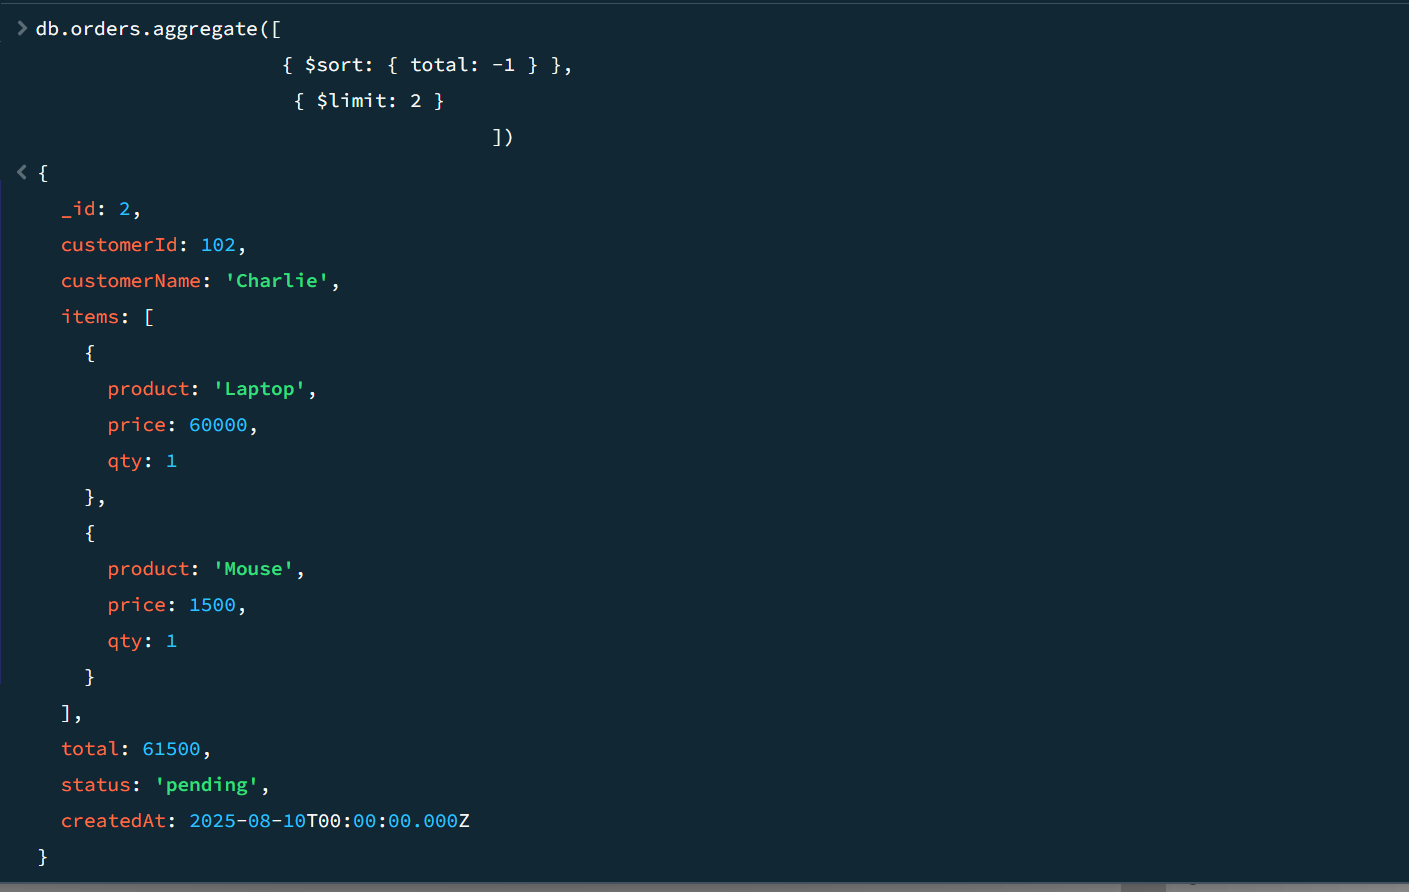 > db.orders.aggregate([
{ $sort: { total: -1 } },
{ $limit: 2 }
])
< {
_id: 2,
customerId: 102,
customerName: 'Charlie',
items: [
{
product: 'Laptop',
price: 60000,
qty: 1
},
{
product: 'Mouse',
price: 1500,
qty: 1
}
],
total: 61500,
status: 'pending',
createdAt: 2025-08-10T00:00:00.000Z
}